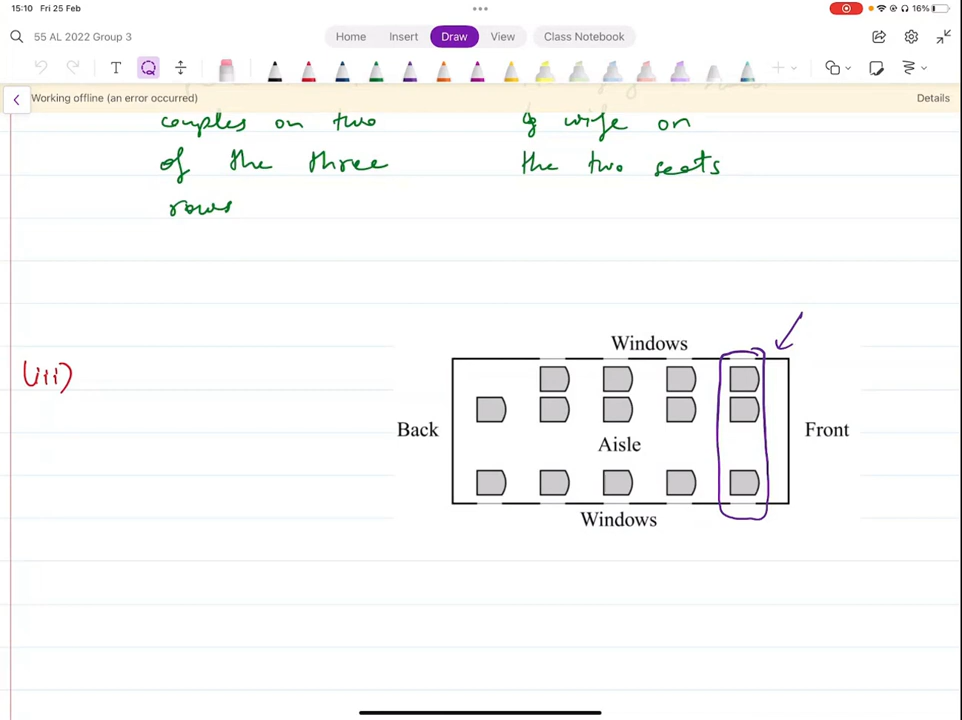 15:10 Fri 25 Feb
16%
55 AL 2022 Group 3
Home Insert Draw View Class Notebook
Working offline (an error occurred)
Details
couples on two
& wife on
of the three
the two seats
rows
(iii)
Windows
Back
Aisle
Front
Windows